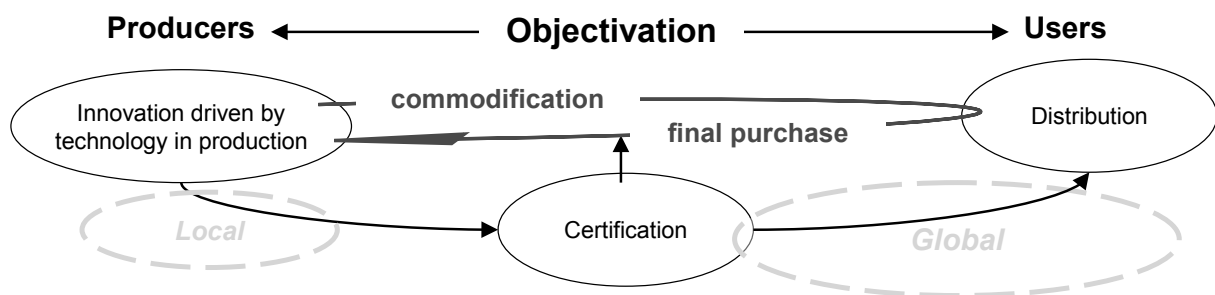 Producers
Objectivation
Users
commodification
Innovation driven by
technology in production
Distribution
final purchase
Local
Certification
Global